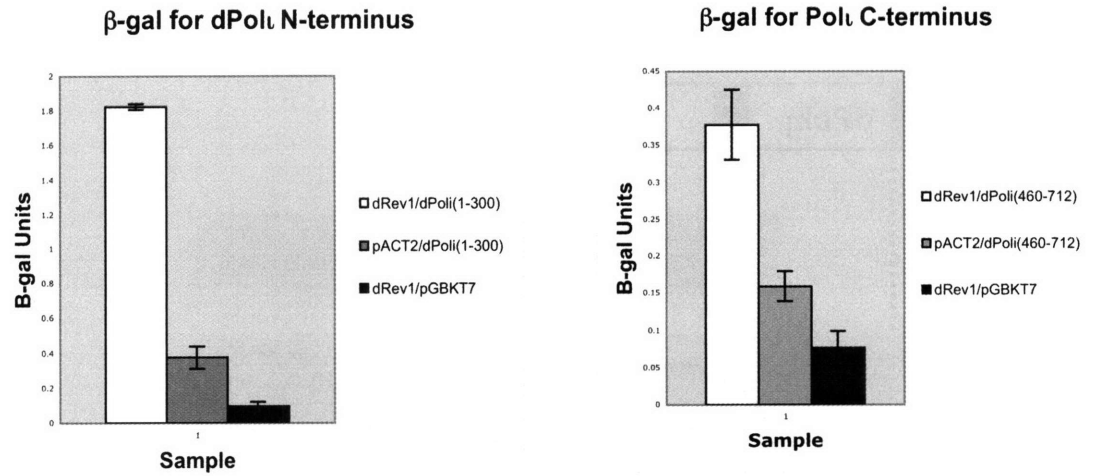 β-gal for dPolι N-terminus
2
1.8
1.6
1.4
1.2
1
0.8
0.6
0.4
0.2
0
B-gal Units
1
Sample
dRev1/dPoli(1-300)
pACT2/dPoli(1-300)
dRev1/pGBKT7
β-gal for Polι C-terminus
0.45
0.4
0.35
0.3
0.25
0.2
0.15
0.1
0.05
0
B-gal Units
1
Sample
dRev1/dPoli(460-712)
pACT2/dPoli(460-712)
dRev1/pGBKT7